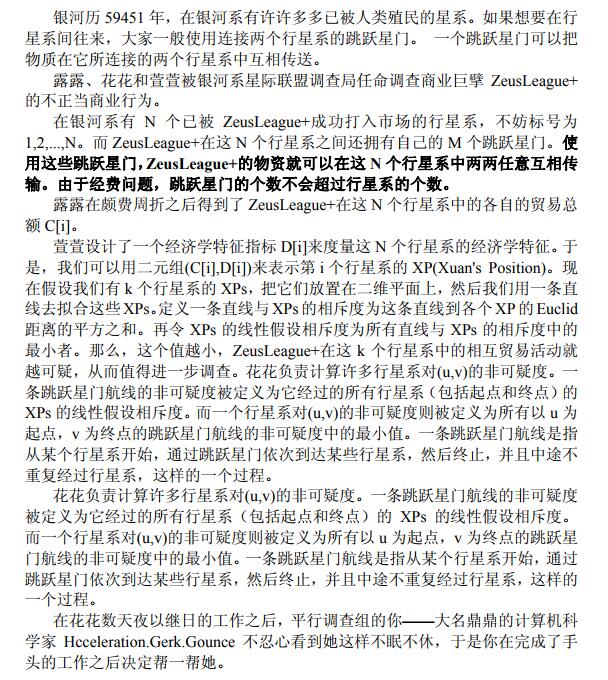 银河历 59451 年，在银河系有许许多多已被人类殖民的星系。如果想要在行
星系间往来，大家一般使用连接两个行星系的跳跃星门。 一个跳跃星门可以把
物质在它所连接的两个行星系中互相传送。
露露、花花和萱萱被银河系星际联盟调查局任命调查商业巨擘 ZeusLeague+
的不正当商业行为。
在银河系有 N 个已被 ZeusLeague+成功打入市场的行星系，不妨标号为
1,2,...,N。而 ZeusLeague+在这 N 个行星系之间还拥有自己的 M 个跳跃星门。使
用这些跳跃星门，ZeusLeague+的物资就可以在这 N 个行星系中两两任意互相传
输。由于经费问题，跳跃星门的个数不会超过行星系的个数。
露露在颇费周折之后得到了 ZeusLeague+在这 N 个行星系中的各自的贸易总
额 C[i]。
萱萱设计了一个经济学特征指标 D[i]来度量这 N 个行星系的经济学特征。于
是，我们可以用二元组(C[i],D[i])来表示第 i 个行星系的 XP(Xuan's Position)。现
在假设我们有 k 个行星系的 XPs，把它们放置在二维平面上，然后我们用一条直
线去拟合这些 XPs。定义一条直线与 XPs 的相斥度为这条直线到各个 XP 的 Euclid
距离的平方之和。再令 XPs 的线性假设相斥度为所有直线与 XPs 的相斥度中的
最小者。那么，这个值越小，ZeusLeague+在这 k 个行星系中的相互贸易活动就
越可疑，从而值得进一步调查。花花负责计算许多行星系对(u,v)的非可疑度。一
条跳跃星门航线的非可疑度被定义为它经过的所有行星系（包括起点和终点）的
XPs 的线性假设相斥度。而一个行星系对(u,v)的非可疑度则被定义为所有以 u 为
起点，v 为终点的跳跃星门航线的非可疑度中的最小值。一条跳跃星门航线是指
从某个行星系开始，通过跳跃星门依次到达某些行星系，然后终止，并且中途不
重复经过行星系，这样的一个过程。
花花负责计算许多行星系对(u,v)的非可疑度。一条跳跃星门航线的非可疑度
被定义为它经过的所有行星系（包括起点和终点）的 XPs 的线性假设相斥度。
而一个行星系对(u,v)的非可疑度则被定义为所有以 u 为起点，v 为终点的跳跃星
门航线的非可疑度中的最小值。一条跳跃星门航线是指从某个行星系开始，通过
跳跃星门依次到达某些行星系，然后终止，并且中途不重复经过行星系，这样的
一个过程。
在花花数天夜以继日的工作之后，平行调查组的你——大名鼎鼎的计算机科
学家 Hcceleration.Gerk.Gounce 不忍心看到她这样不眠不休，于是你在完成了手
头的工作之后决定帮一帮她。